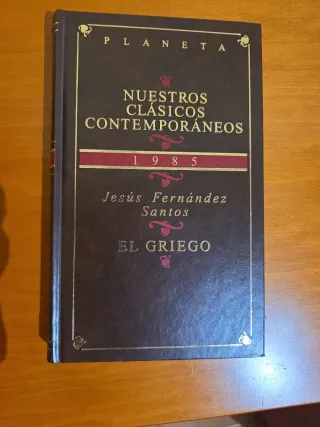 PLANETA
NUESTROS
CLÁSICOS
CONTEMPORÁNEOS
1985
Jesús Fernández
Santos
EL GRIEGO